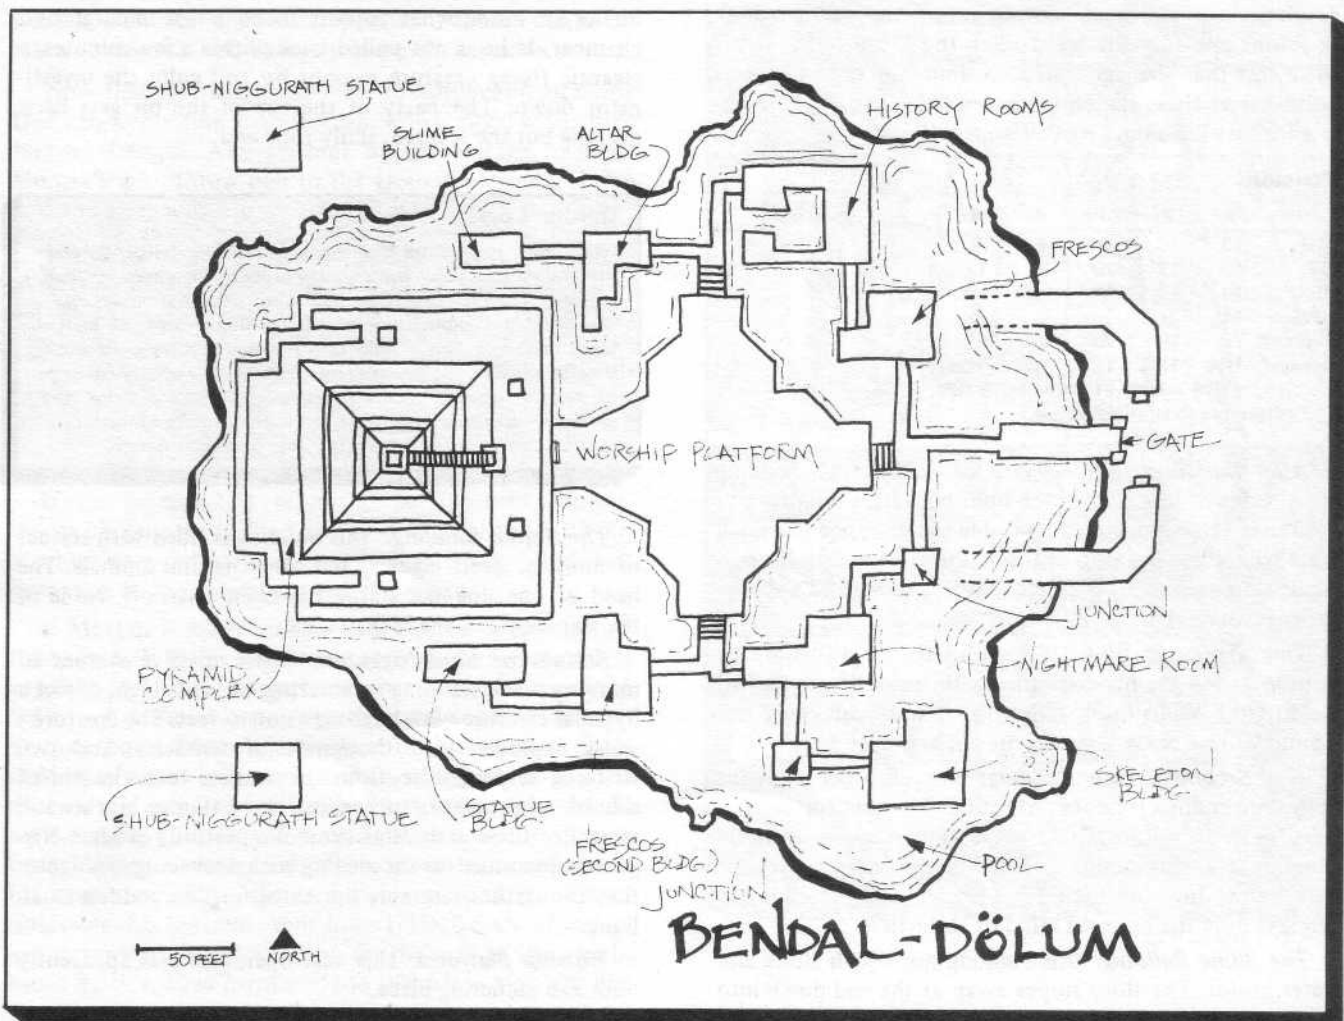 SHUB-NIGGURATH STATUE
SLIME
BUILDING
ALTAR
BLDG.
HISTORY ROOMS
FRESCOS
WORSHIP PLATFORM
GATE
JUNCTION
PYRAMID
COMPLEX
NIGHTMARE ROOM
SKELETON
BLDG.
SHUB-NIGGURATH STATUE
STATUE
BLDG.
FRESCOS
(SECOND BLDG.)
JUNCTION
POOL
BENDAL-DÖLUM
50 FEET
NORTH